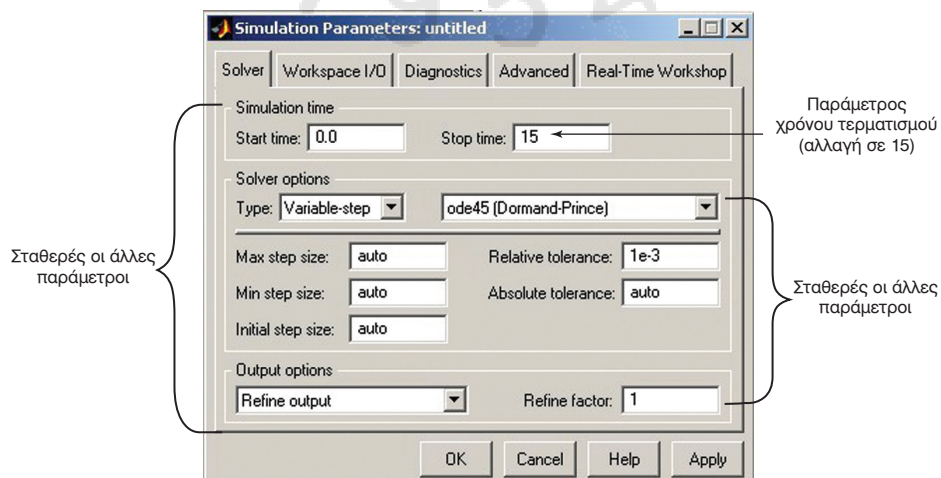 Simulation Parameters: untitled
Solver Workspace I/O Diagnostics Advanced Real-Time Workshop
Simulation time
Start time: 0.0 Stop time: 15
Παράμετρος
χρόνου τερματισμού
(αλλαγή σε 15)
Solver options
Type: Variable-step ode45 (Dormand-Prince)
Σταθερές οι άλλες
παράμετροι
Max step size: auto Relative tolerance: 1e-3
Min step size: auto Absolute tolerance: auto
Initial step size: auto
Σταθερές οι άλλες
παράμετροι
Output options
Refine output Refine factor: 1
OK Cancel Help Apply